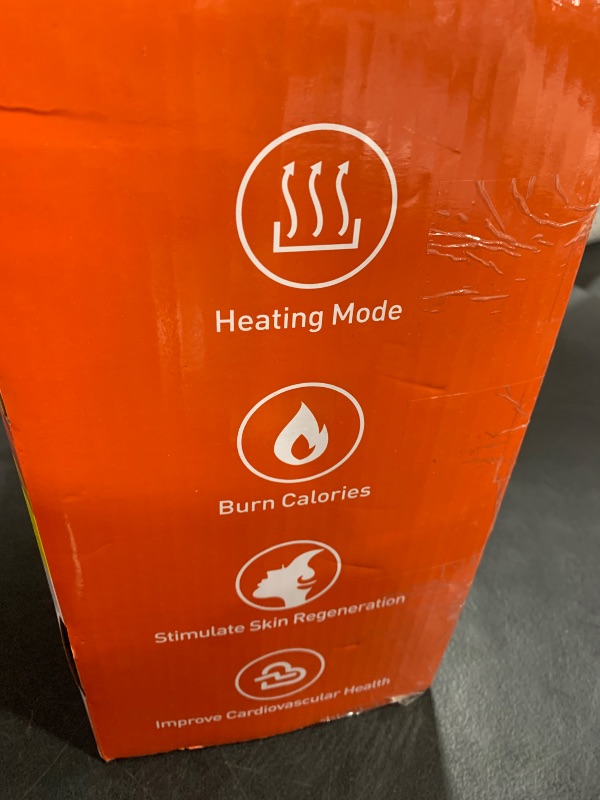 Heating Mode
Burn Calories
Stimulate Skin Regeneration
Improve Cardiovascular Health